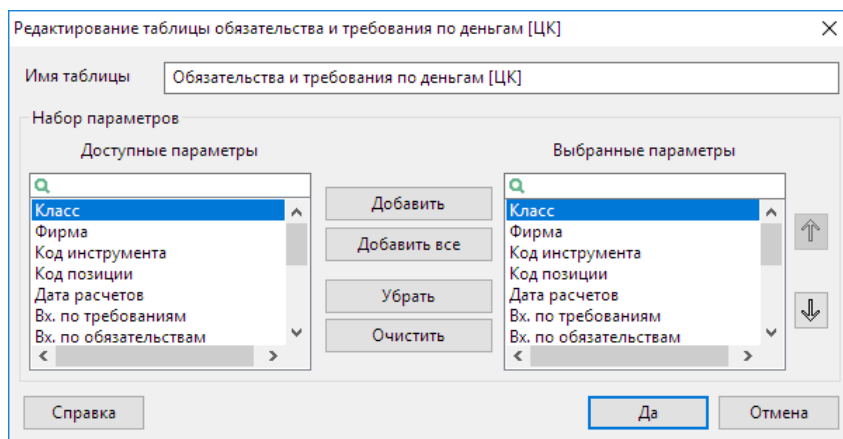 Редактирование таблицы обязательства и требования по деньгам [ЦК]
Имя таблицы
Обязательства и требования по деньгам [ЦК]
Набор параметров
Доступные параметры
Класс
Фирма
Код инструмента
Код позиции
Дата расчетов
Вх. по требованиям
Вх. по обязательствам
Добавить
Добавить все
Убрать
Очистить
Выбранные параметры
Класс
Фирма
Код инструмента
Код позиции
Дата расчетов
Вх. по требованиям
Вх. по обязательствам
Справка
Да
Отмена